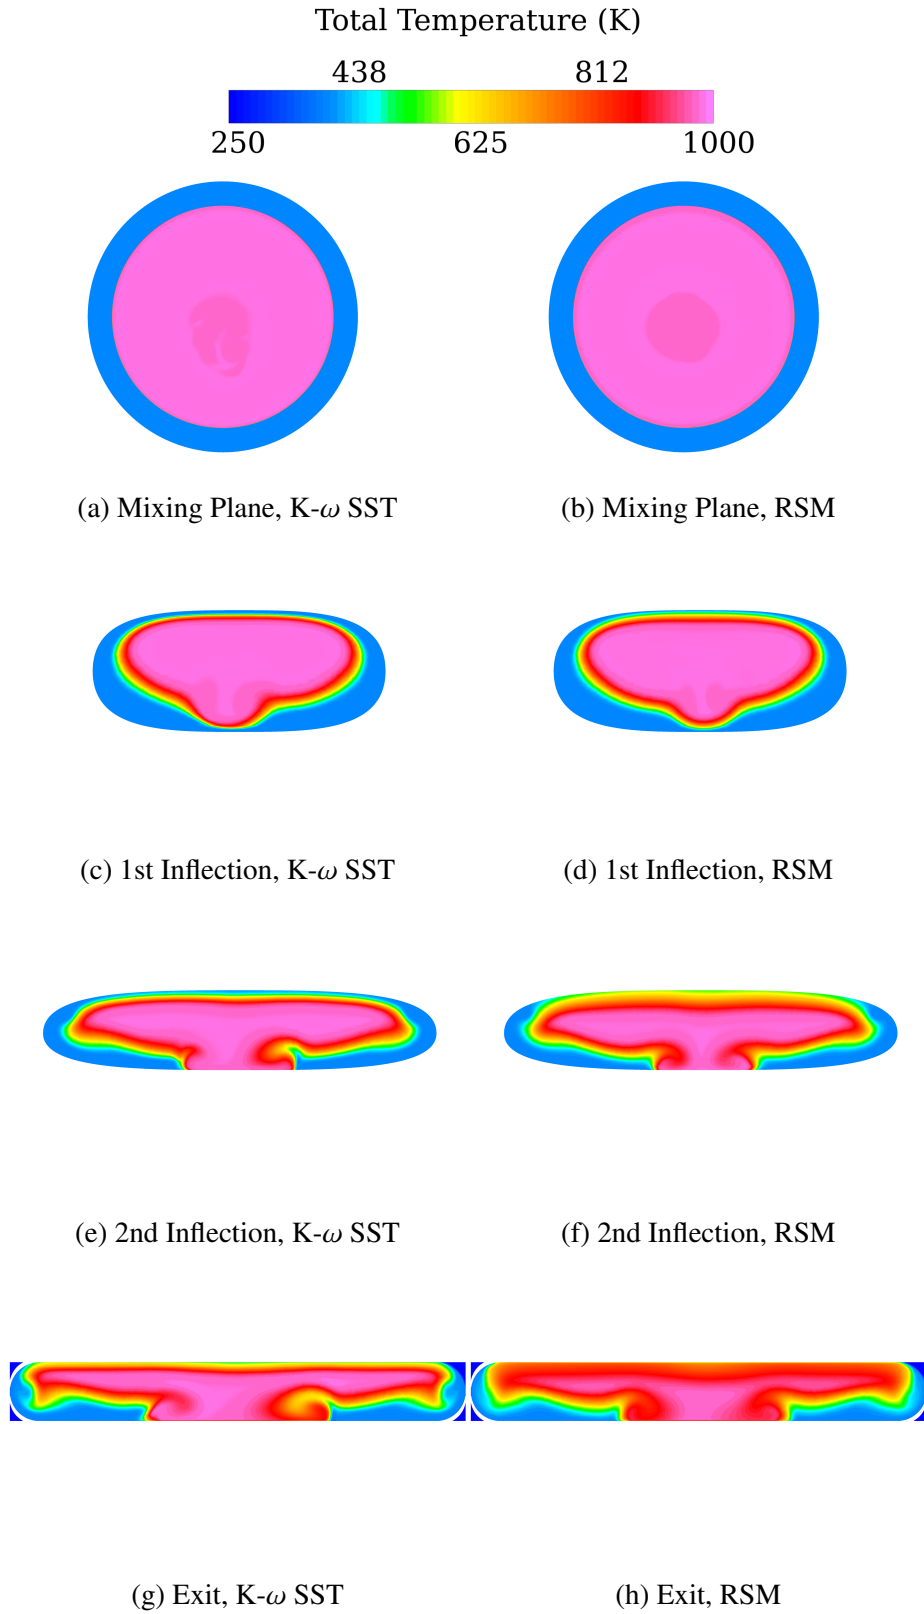 Total Temperature (K)
438 812
250 625 1000
(a) Mixing Plane, K-ω SST
(b) Mixing Plane, RSM
(c) 1st Inflection, K-ω SST
(d) 1st Inflection, RSM
(e) 2nd Inflection, K-ω SST
(f) 2nd Inflection, RSM
(g) Exit, K-ω SST
(h) Exit, RSM